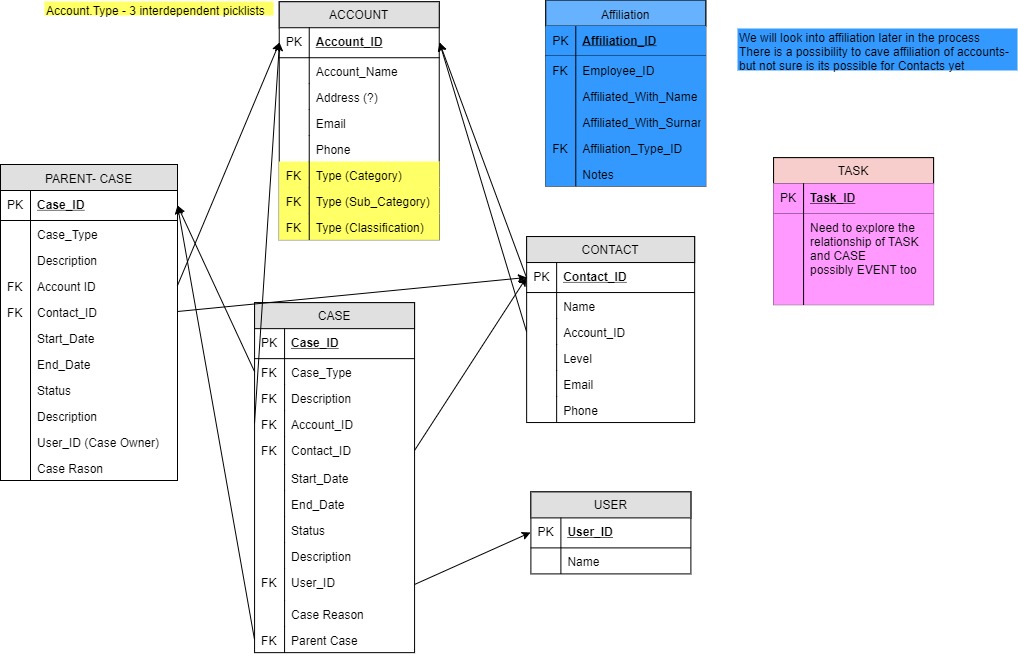 Account.Type - 3 interdependent picklists
ACCOUNT
PK Account_ID
Account_Name
Address (?)
Email
Phone
FK Type (Category)
FK Type (Sub_Category)
FK Type (Classification)
Affiliation
PK Affiliation_ID
FK Employee_ID
Affiliated_With_Name
Affiliated_With_Surnar
FK Affiliation_Type_ID
Notes
We will look into affiliation later in the process
There is a possibility to cave affiliation of accounts-
but not sure is its possible for Contacts yet
TASK
PK Task_ID
Need to explore the
relationship of TASK
and CASE
possibly EVENT too
PARENT- CASE
PK Case_ID
Case_Type
Description
FK Account ID
FK Contact_ID
Start_Date
End_Date
Status
Description
User_ID (Case Owner)
Case Rason
CONTACT
PK Contact_ID
Name
Account_ID
Level
Email
Phone
CASE
PK Case_ID
FK Case_Type
FK Description
FK Account_ID
FK Contact_ID
Start_Date
End_Date
Status
Description
FK User_ID
Case Reason
FK Parent Case
USER
PK User_ID
Name